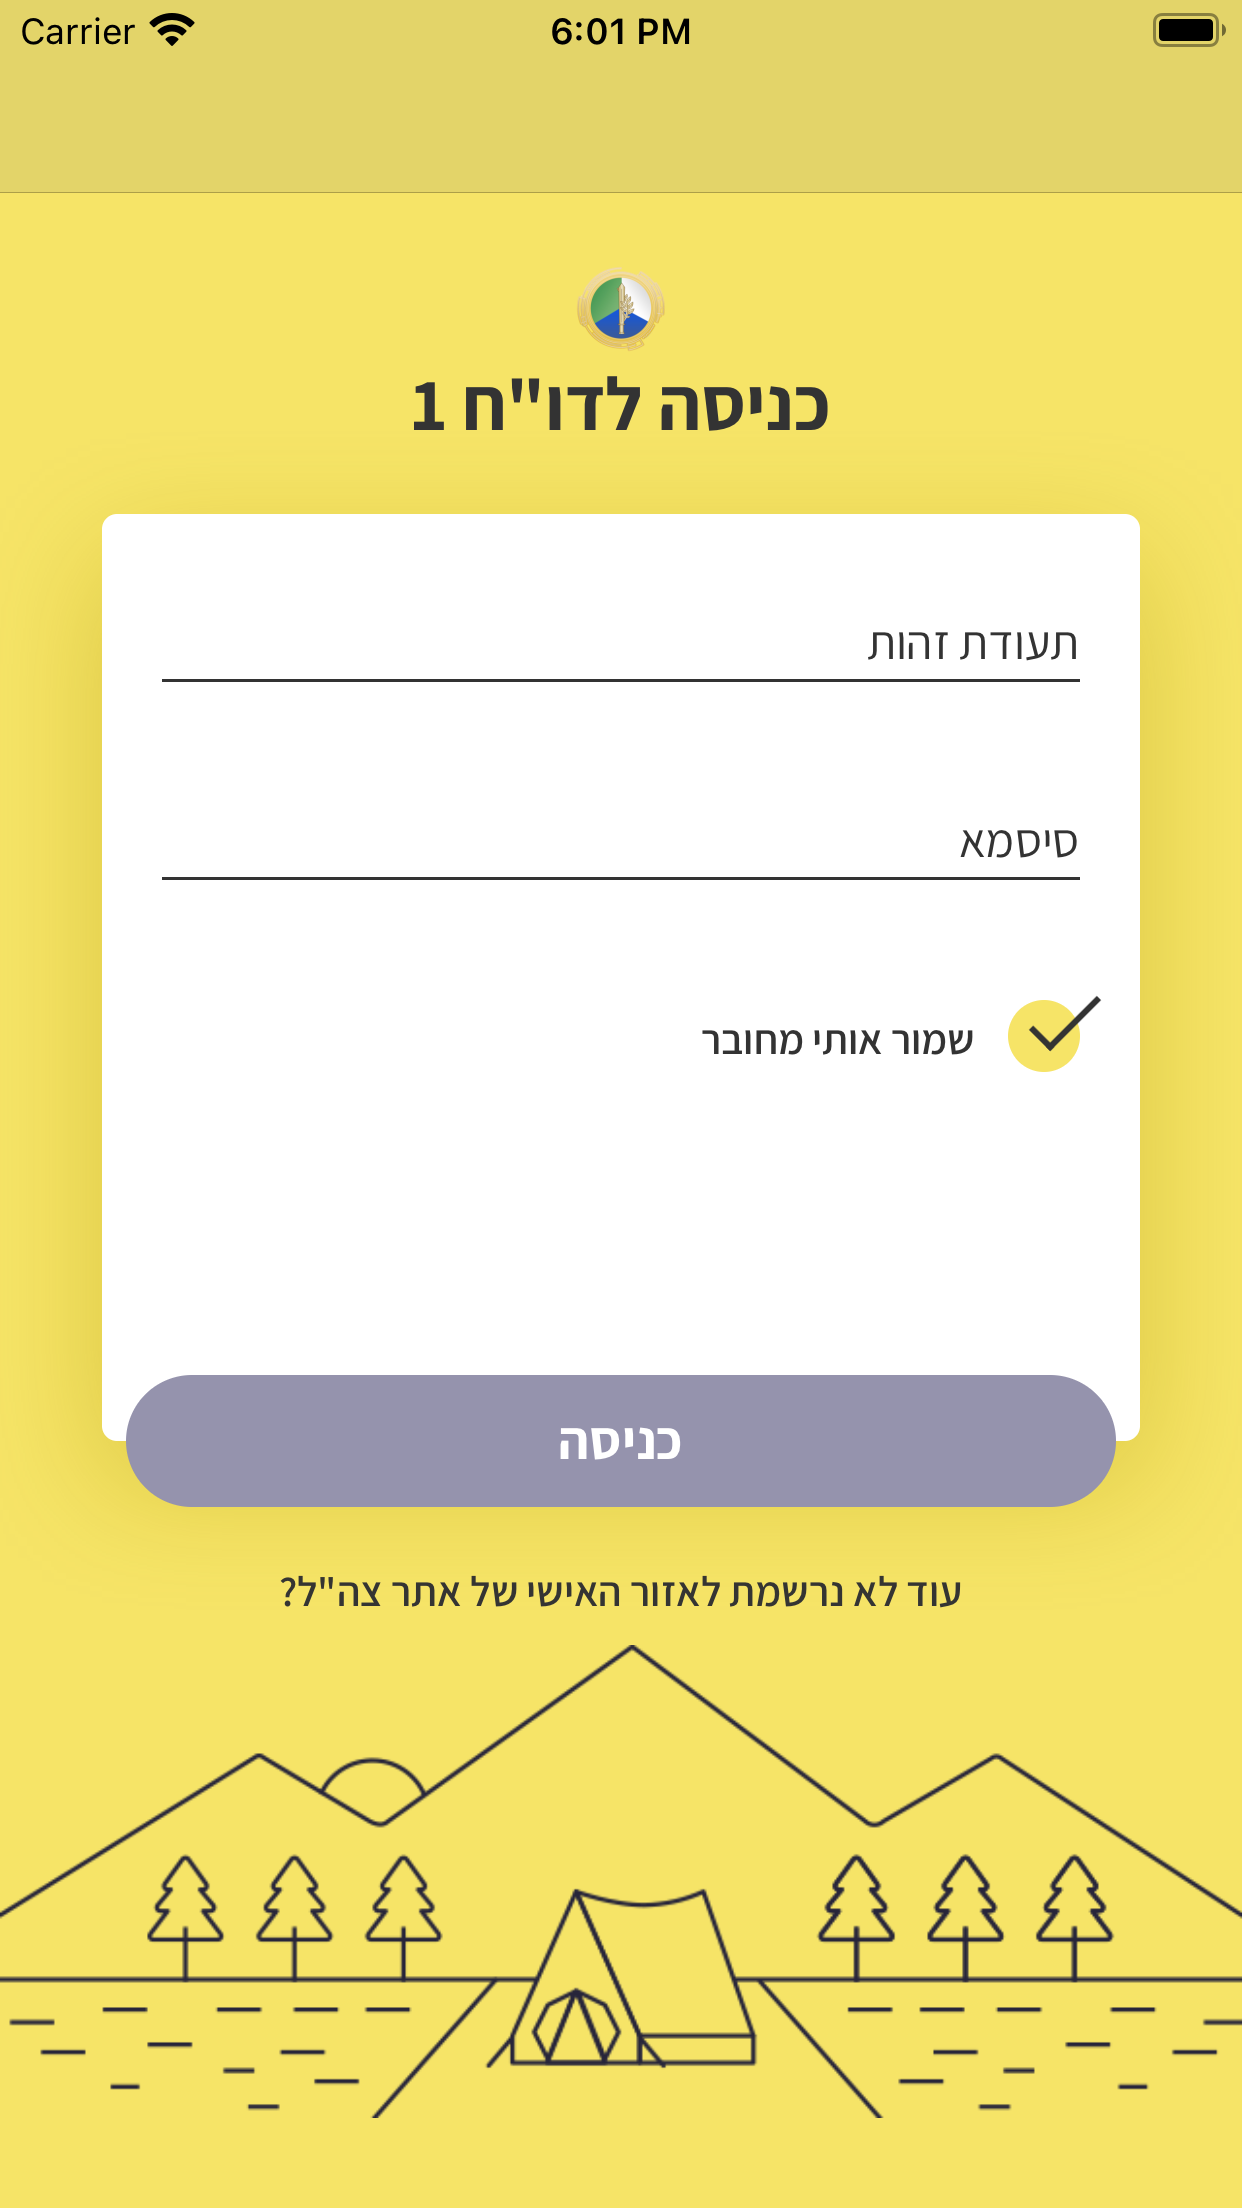 Carrier 6:01 PM
כניסה לדו"ח 1
תעודת זהות
סיסמא
שמור אותי מחובר
כניסה
עוד לא נרשמת לאזור האישי של אתר צה"ל?